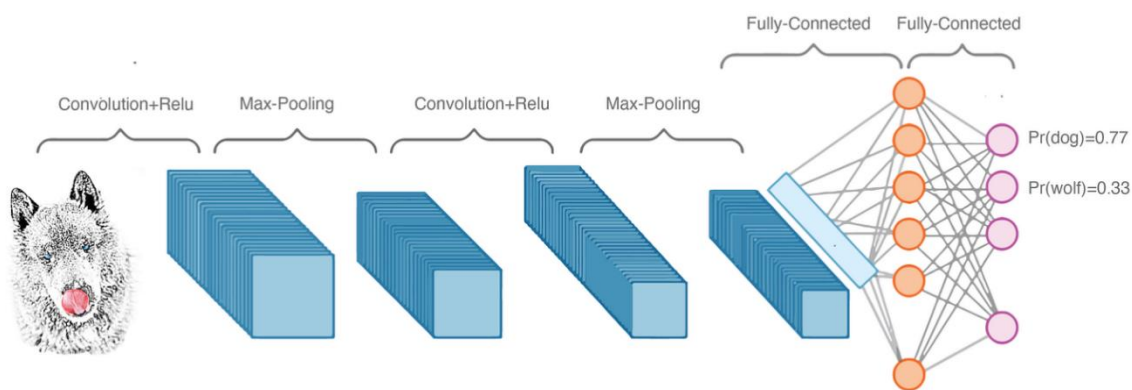 Fully-Connected Fully-Connected
Convolution+Relu Max-Pooling Convolution+Relu Max-Pooling
Pr(dog)=0.77
Pr(wolf)=0.33